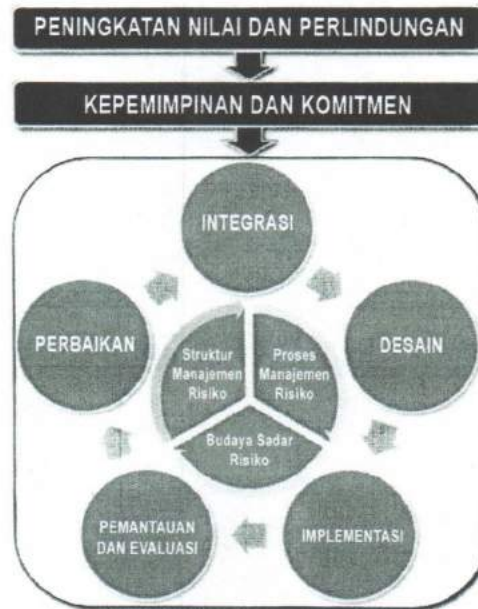 PENINGKATAN NILAI DAN PERLINDUNGAN
KEPEMIMPINAN DAN KOMITMEN
INTEGRASI
PERBAIKAN
DESAIN
Struktur
Manajemen
Risiko
Proses
Manajemen
Risiko
Budaya Sadar
Risiko
PEMANTAUAN
DAN EVALUASI
IMPLEMENTASI